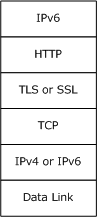 IPv6
HTTP
TLS or SSL
TCP
IPv4 or IPv6
Data Link